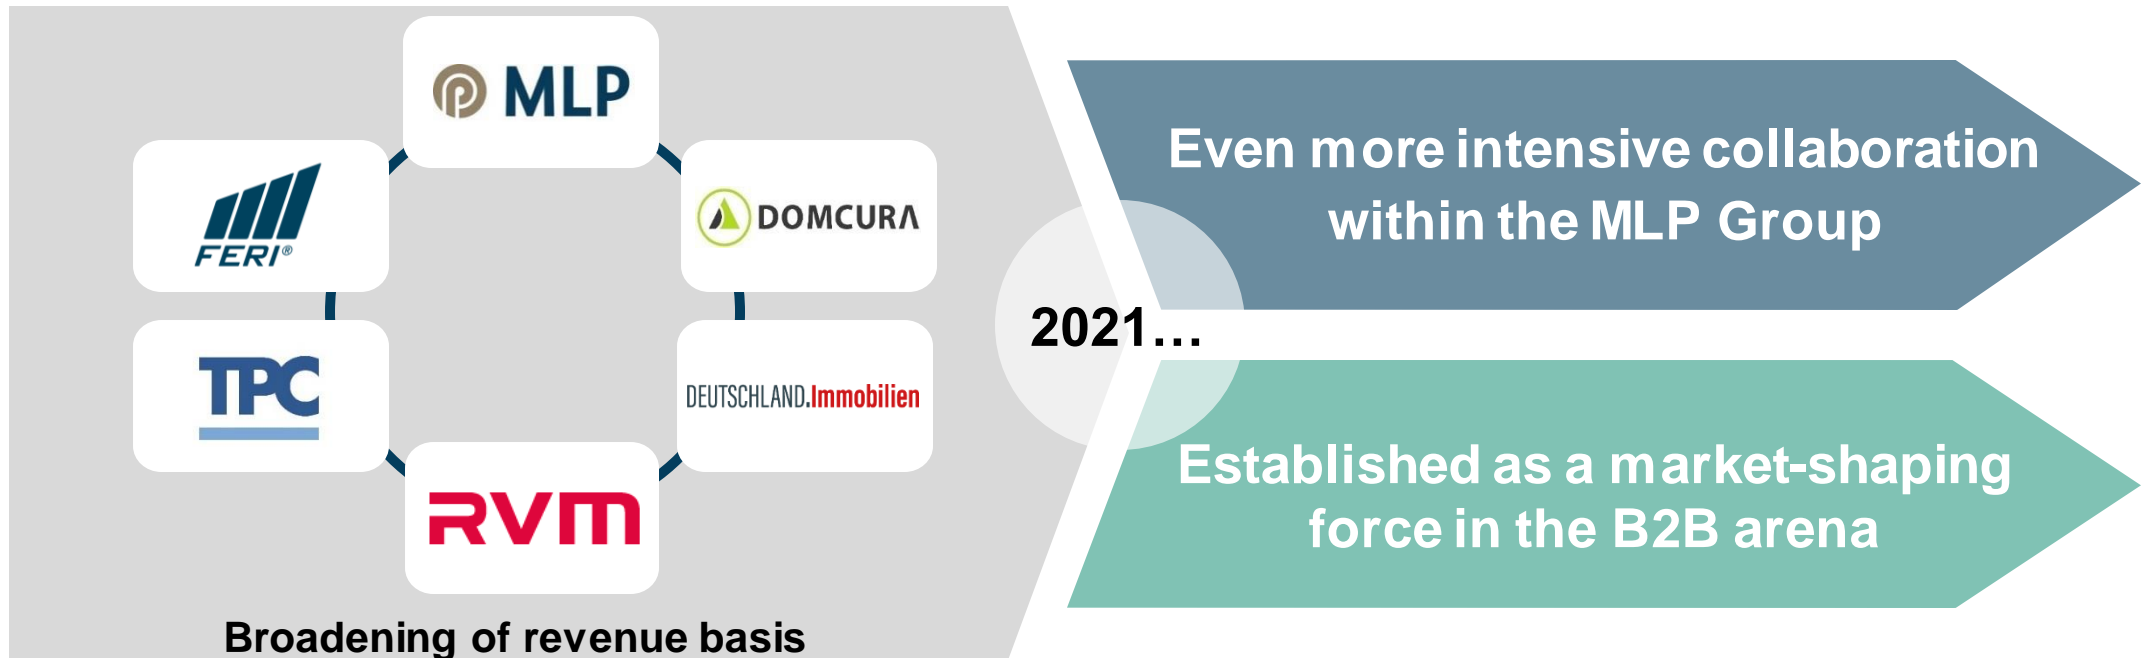 MLP
FERI®
DOMCURA
TPC
DEUTSCHLAND.Immobilien
RVM
Broadening of revenue basis
2021…
Even more intensive collaboration
within the MLP Group
Established as a market-shaping
force in the B2B arena